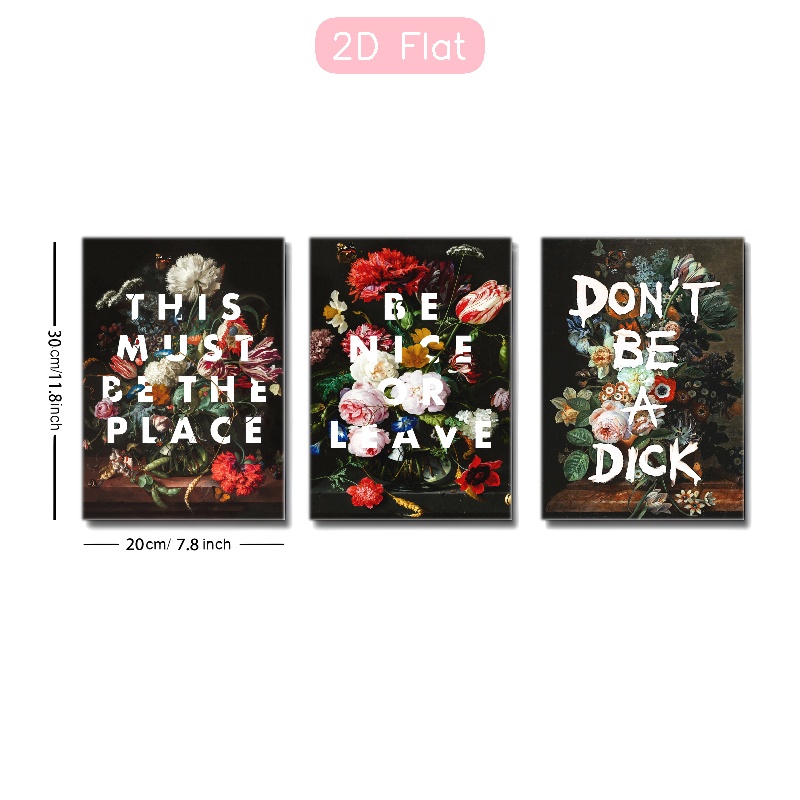 2D Flat
THIS
MUST
BE THE
PLACE
BE
NICE
OR
LEAVE
DON'T
BE
A
DICK
30cm/11.8inch
20cm/ 7.8 inch